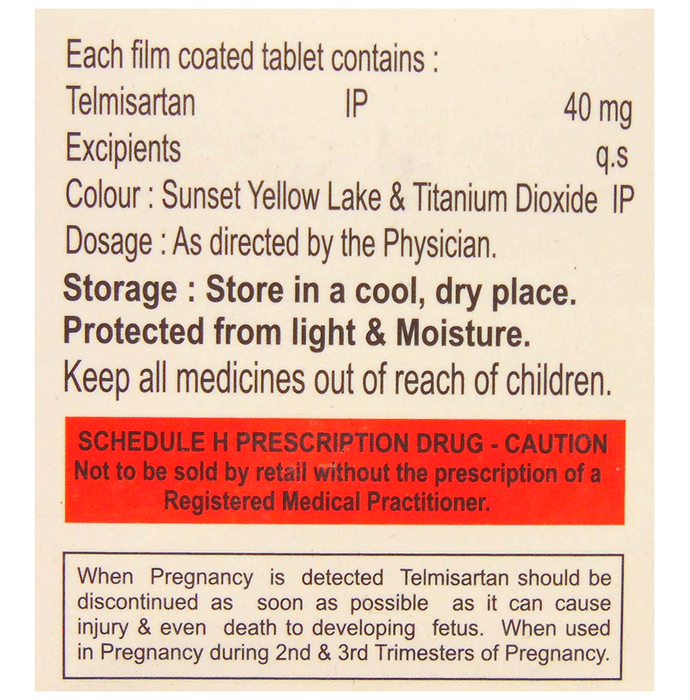 Each film coated tablet contains :
Telmisartan IP 40 mg
Excipients q.s
Colour : Sunset Yellow Lake & Titanium Dioxide IP
Dosage : As directed by the Physician.
Storage : Store in a cool, dry place.
Protected from light & Moisture.
Keep all medicines out of reach of children.
SCHEDULE H PRESCRIPTION DRUG - CAUTION
Not to be sold by retail without the prescription of a
Registered Medical Practitioner.
When Pregnancy is detected Telmisartan should be
discontinued as soon as possible as it can cause
injury & even death to developing fetus. When used
in Pregnancy during 2nd & 3rd Trimesters of Pregnancy.